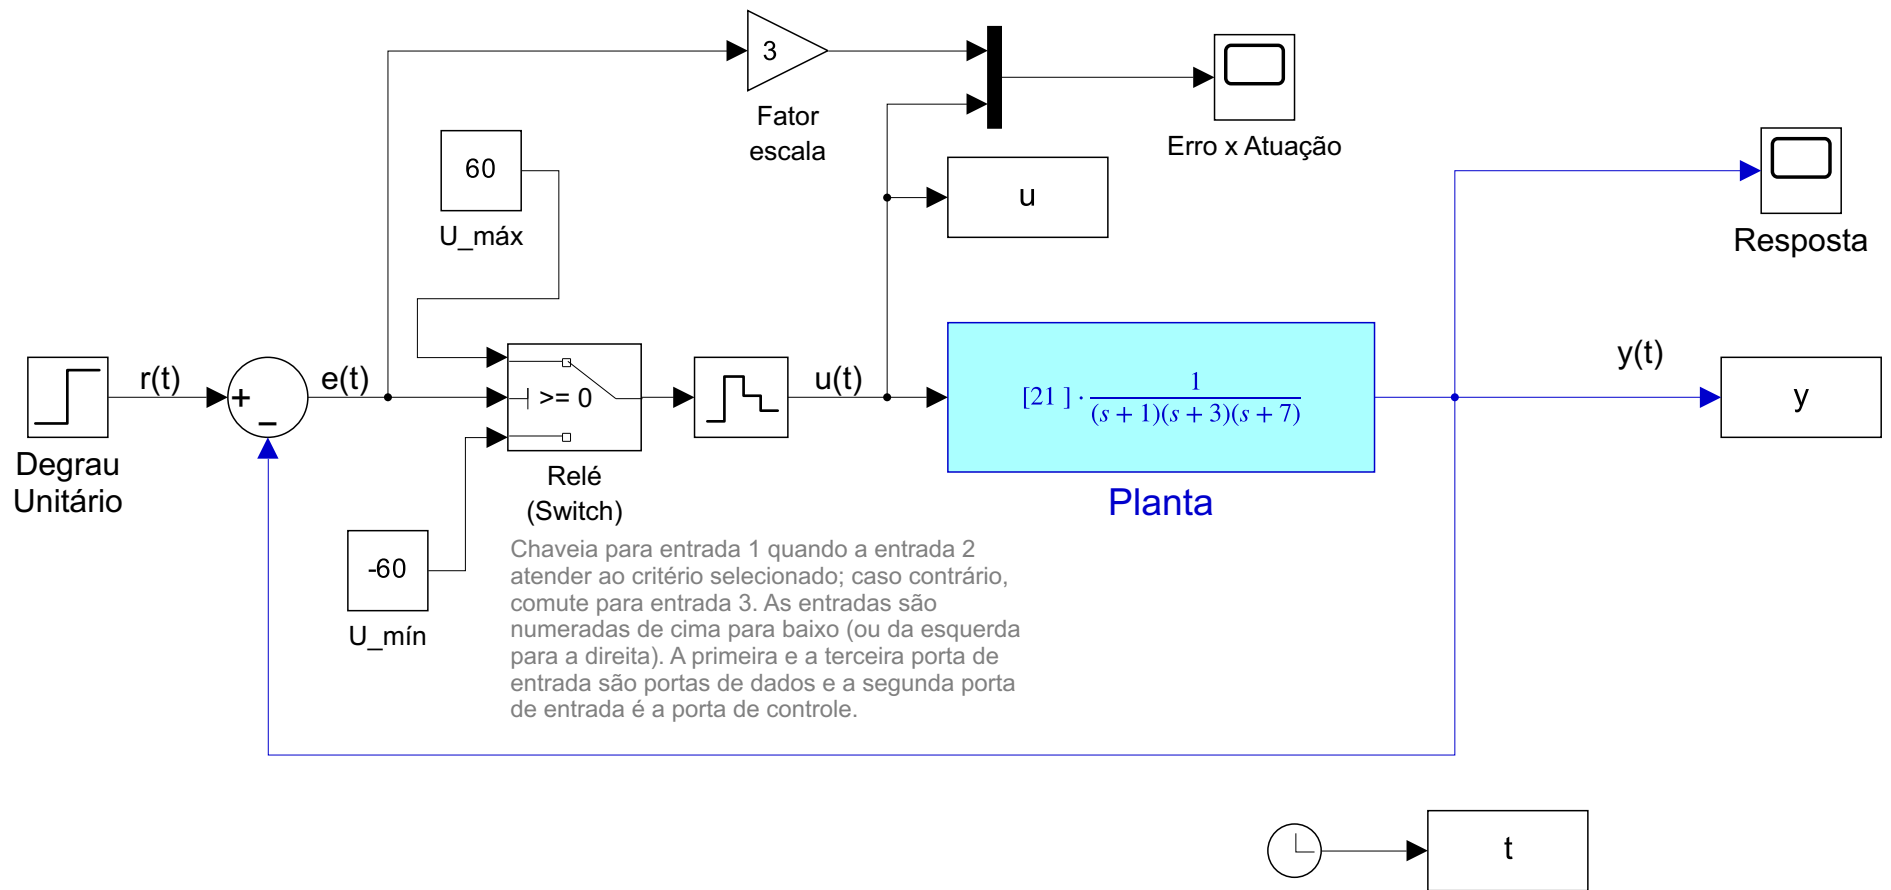 3
Fator
escala
Erro x Atuação
60
U_máx
u
Resposta
r(t)
+
−
e(t)
>= 0
u(t)
[21 ] · 1
(s + 1)(s + 3)(s + 7)
y(t)
y
Degrau
Unitário
Relé
(Switch)
Planta
-60
U_mín
Chaveia para entrada 1 quando a entrada 2
atender ao critério selecionado; caso contrário,
comute para entrada 3. As entradas são
numeradas de cima para baixo (ou da esquerda
para a direita). A primeira e a terceira porta de
entrada são portas de dados e a segunda porta
de entrada é a porta de controle.
t